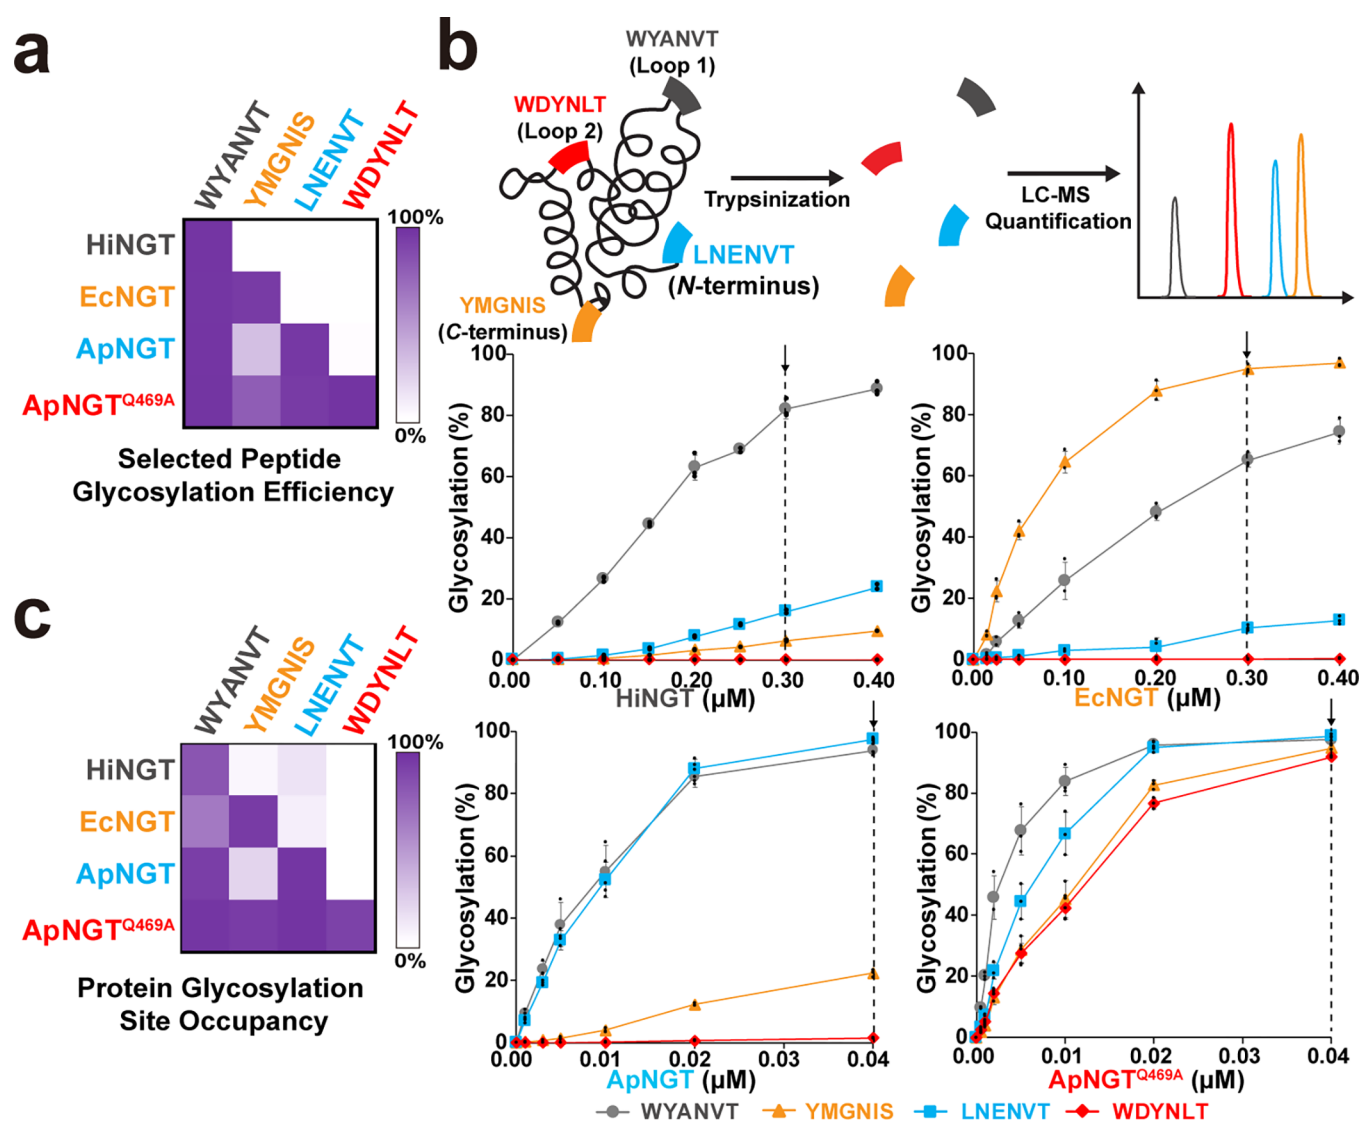 a
WYANVT
YMGNIS
LNENVT
WDYNLT
HiNGT
EcNGT
ApNGT
ApNGTQ469A
100%
0%
Selected Peptide
Glycosylation Efficiency
b
WYANVT
(Loop 1)
WDYNLT
(Loop 2)
LNENVT
(N-terminus)
YMGNIS
(C-terminus)
Trypsinization
LC-MS
Quantification
Glycosylation (%)
100
80
60
40
20
0
0.00 0.10 0.20 0.30 0.40
HiNGT (μM)
Glycosylation (%)
100
80
60
40
20
0
0.00 0.10 0.20 0.30 0.40
EcNGT (μM)
Glycosylation (%)
100
80
60
40
20
0
0.00 0.01 0.02 0.03 0.04
ApNGT (μM)
Glycosylation (%)
100
80
60
40
20
0
0.00 0.01 0.02 0.03 0.04
ApNGTQ469A (μM)
WYANVT YMGNIS LNENVT WDYNLT
c
WYANVT
YMGNIS
LNENVT
WDYNLT
HiNGT
EcNGT
ApNGT
ApNGTQ469A
100%
0%
Protein Glycosylation
Site Occupancy